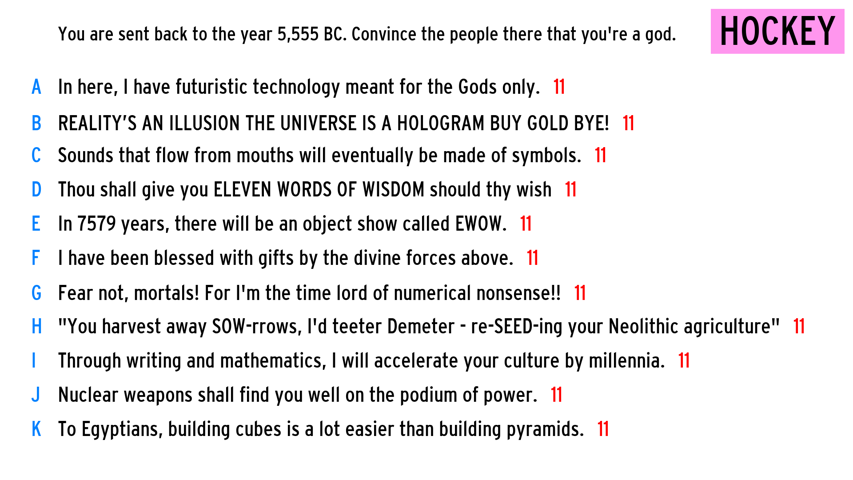 You are sent back to the year 5,555 BC. Convince the people there that you're a god.
HOCKEY
A In here, I have futuristic technology meant for the Gods only. 11
B REALITY'S AN ILLUSION THE UNIVERSE IS A HOLOGRAM BUY GOLD BYE! 11
C Sounds that flow from mouths will eventually be made of symbols. 11
D Thou shall give you ELEVEN WORDS OF WISDOM should thy wish 11
E In 7579 years, there will be an object show called EWOW. 11
F I have been blessed with gifts by the divine forces above. 11
G Fear not, mortals! For I'm the time lord of numerical nonsense!! 11
H "You harvest away SOW-rrows, I'd teeter Demeter - re-SEED-ing your Neolithic agriculture" 11
I Through writing and mathematics, I will accelerate your culture by millennia. 11
J Nuclear weapons shall find you well on the podium of power. 11
K To Egyptians, building cubes is a lot easier than building pyramids. 11